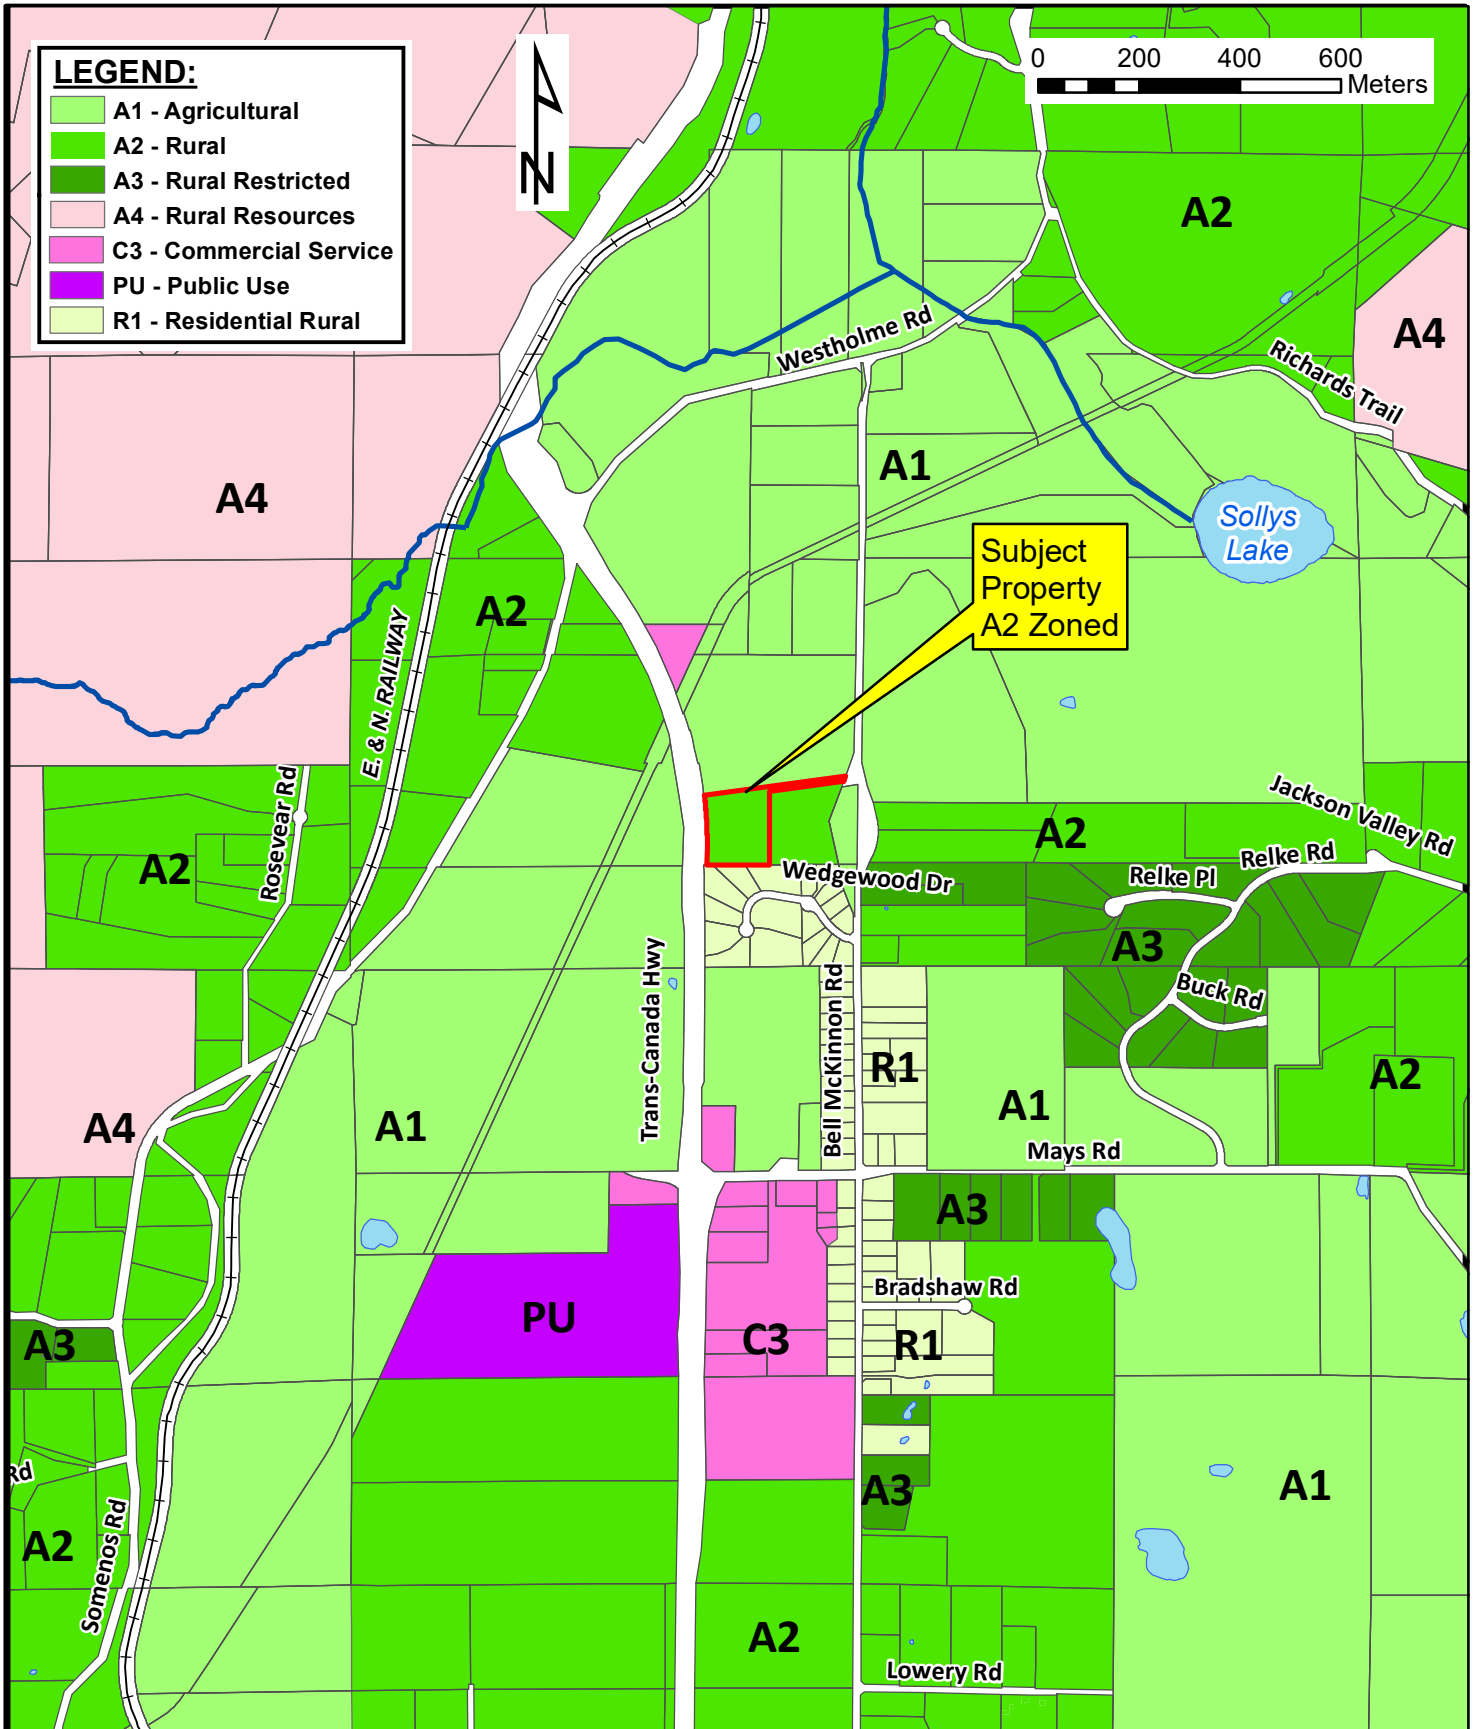 LEGEND:
A1 - Agricultural
A2 - Rural
A3 - Rural Restricted
A4 - Rural Resources
C3 - Commercial Service
PU - Public Use
R1 - Residential Rural
N
0 200 400 600
Meters
A2
A4
Westholme Rd
Richards Trail
A1
A4
Sollys
Lake
Subject
Property
A2 Zoned
A2
E. & N. RAILWAY
Rosevear Rd
A2
A2
Jackson Valley Rd
Relke Rd
Relke Pl
Wedgewood Dr
A3
Buck Rd
Trans-Canada Hwy
Bell McKinnon Rd
R1
A2
A1
A4
A1
Mays Rd
A3
Bradshaw Rd
PU
C3
R1
A3
A3
A1
Rd
A2
Somenos Rd
A2
Lowery Rd